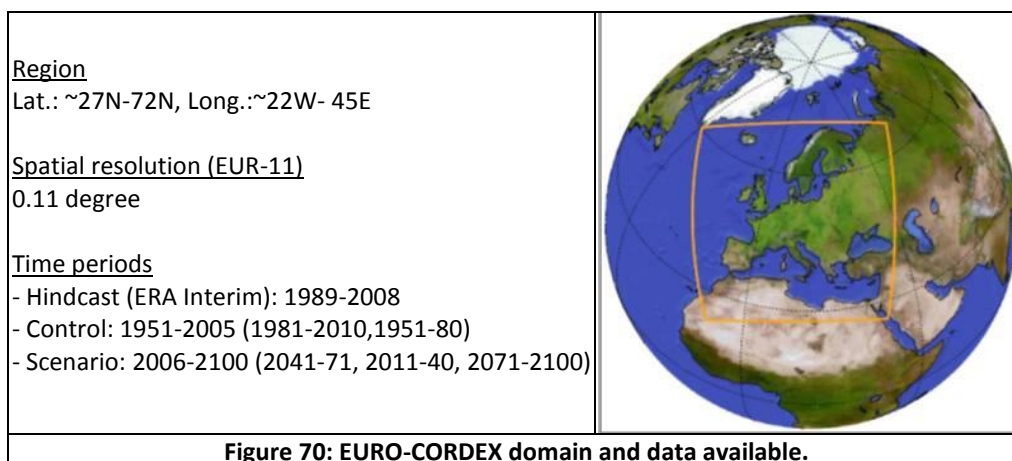 Region
Lat.: ~27N-72N, Long.:~22W- 45E
Spatial resolution (EUR-11)
0.11 degree
Time periods
- Hindcast (ERA Interim): 1989-2008
- Control: 1951-2005 (1981-2010,1951-80)
- Scenario: 2006-2100 (2041-71, 2011-40, 2071-2100)
Figure 70: EURO-CORDEX domain and data available.